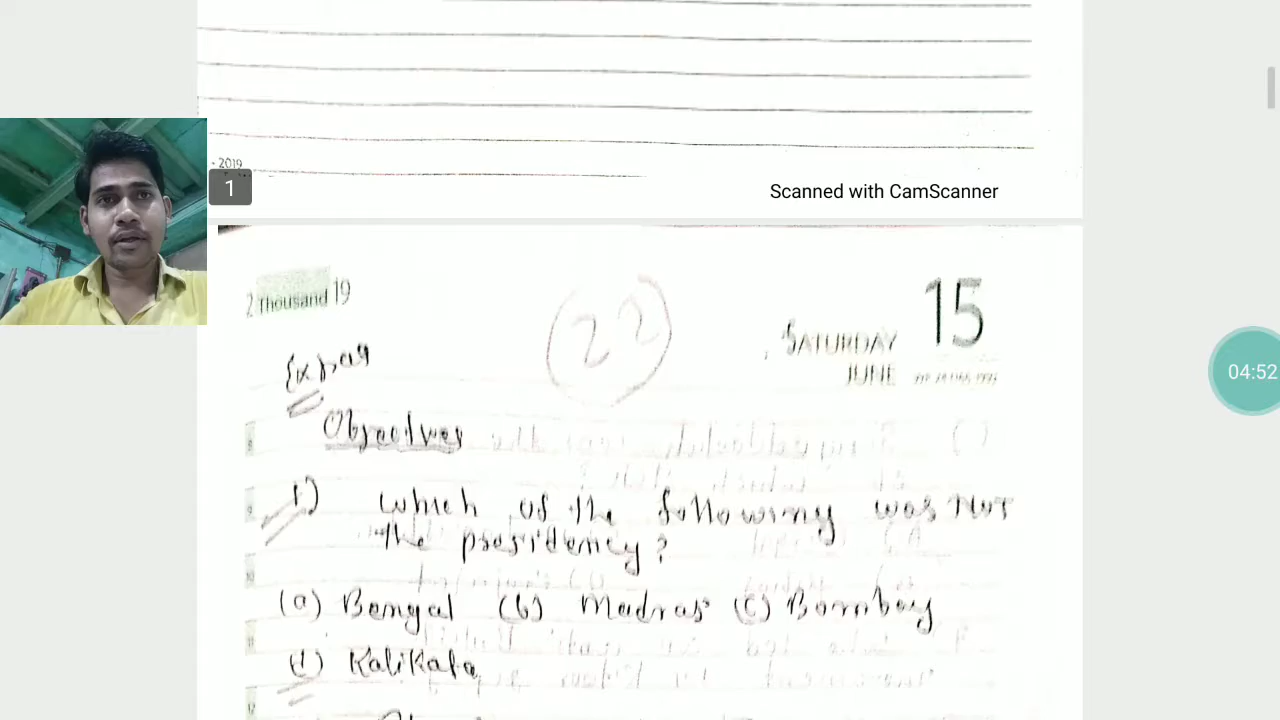 - 2019
1
Scanned with CamScanner
2 Thousand 19
22
SATURDAY 15
JUNE
Objectives
1) which of the following was NOT
the presidency?
(a) Bengal (b) Madras (c) Bombay
(d) Kalikata
04:52